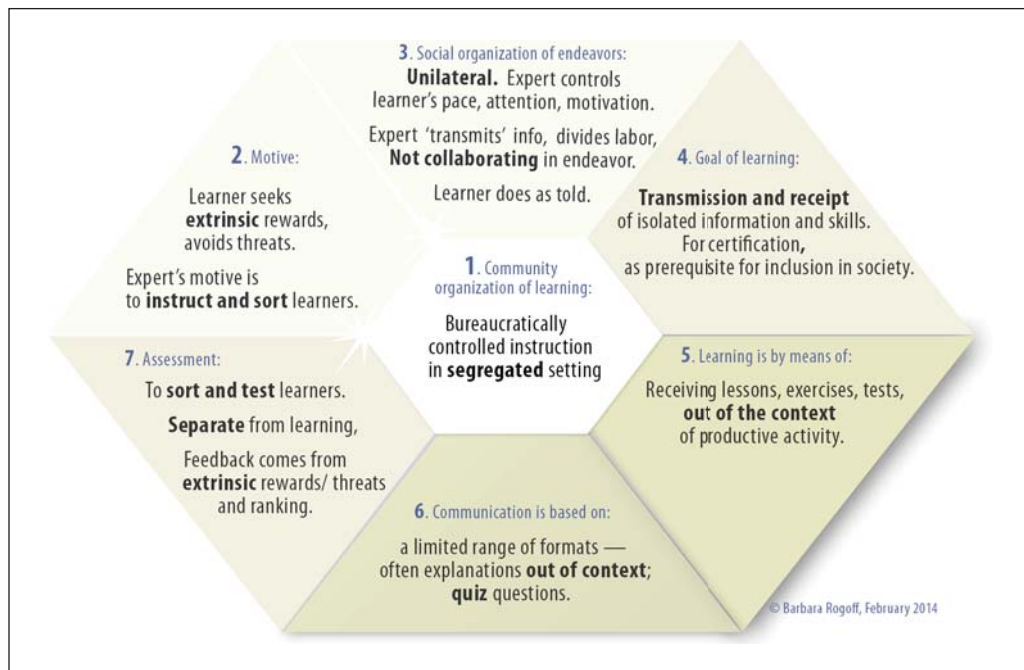 3. Social organization of endeavors:
Unilateral. Expert controls
learner's pace, attention, motivation.
Expert 'transmits' info, divides labor,
Not collaborating in endeavor.
Learner does as told.
2. Motive:
Learner seeks
extrinsic rewards,
avoids threats.
Expert's motive is
to instruct and sort learners.
4. Goal of learning:
Transmission and receipt
of isolated information and skills.
For certification,
as prerequisite for inclusion in society.
1. Community
organization of learning:
Bureaucratically
controlled instruction
in segregated setting
7. Assessment:
To sort and test learners.
Separate from learning,
Feedback comes from
extrinsic rewards/ threats
and ranking.
5. Learning is by means of:
Receiving lessons, exercises, tests,
out of the context
of productive activity.
6. Communication is based on:
a limited range of formats —
often explanations out of context;
quiz questions.
© Barbara Rogoff, February 2014